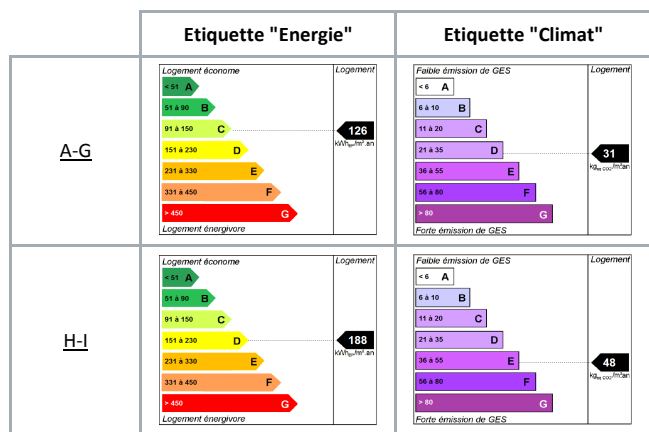 Etiquette "Energie"
Etiquette "Climat"
A-G
Logement économe
Logement
< 51 A
51 à 90 B
91 à 150 C
126
kWhEP/m².an
151 à 230 D
231 à 330 E
331 à 450 F
> 450 G
Logement énergivore
Faible émission de GES
Logement
< 6 A
6 à 10 B
11 à 20 C
21 à 35 D
31
kgeq CO2/m².an
36 à 55 E
56 à 80 F
> 80 G
Forte émission de GES
H-I
Logement économe
Logement
< 51 A
51 à 90 B
91 à 150 C
151 à 230 D
188
kWhEP/m².an
231 à 330 E
331 à 450 F
> 450 G
Logement énergivore
Faible émission de GES
Logement
< 6 A
6 à 10 B
11 à 20 C
21 à 35 D
36 à 55 E
48
kgeq CO2/m².an
56 à 80 F
> 80 G
Forte émission de GES